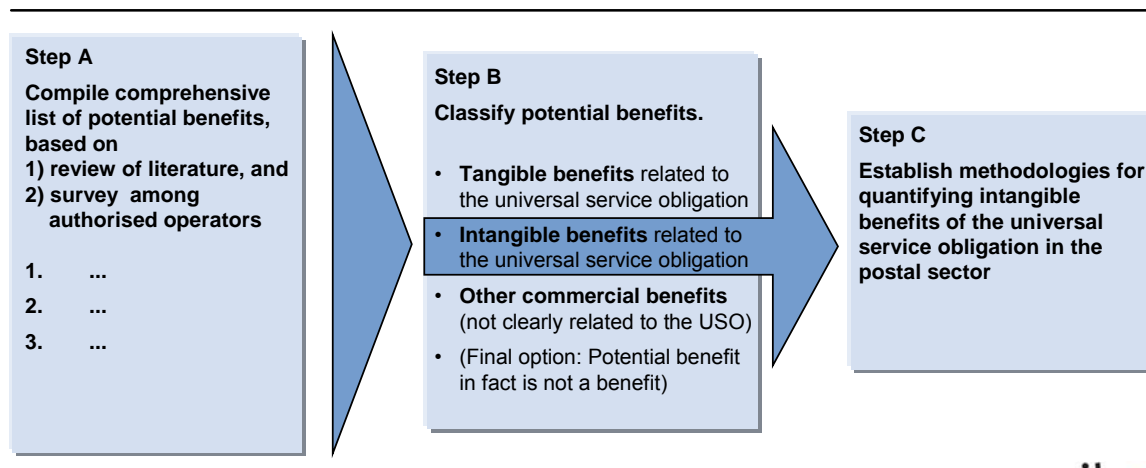 Step A
Compile comprehensive
list of potential benefits,
based on
1) review of literature, and
2) survey among
authorised operators
1. ...
2. ...
3. ...
Step B
Classify potential benefits.
• Tangible benefits related to
the universal service obligation
• Intangible benefits related to
the universal service obligation
• Other commercial benefits
(not clearly related to the USO)
• (Final option: Potential benefit
in fact is not a benefit)
Step C
Establish methodologies for
quantifying intangible
benefits of the universal
service obligation in the
postal sector